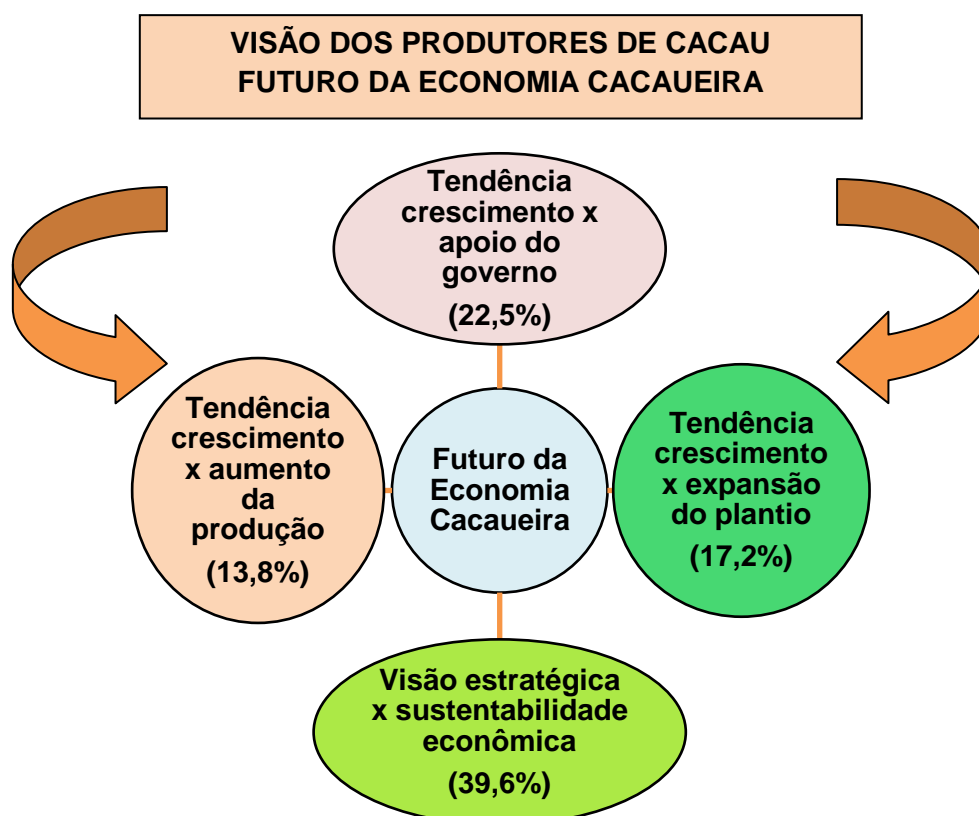 VISÃO DOS PRODUTORES DE CACAU
FUTURO DA ECONOMIA CACAUEIRA
Tendência
crescimento x
apoio do
governo
(22,5%)
Tendência
crescimento
x aumento
da
produção
(13,8%)
Futuro da
Economia
Cacaueira
Tendência
crescimento
x expansão
do plantio
(17,2%)
Visão estratégica
x sustentabilidade
econômica
(39,6%)